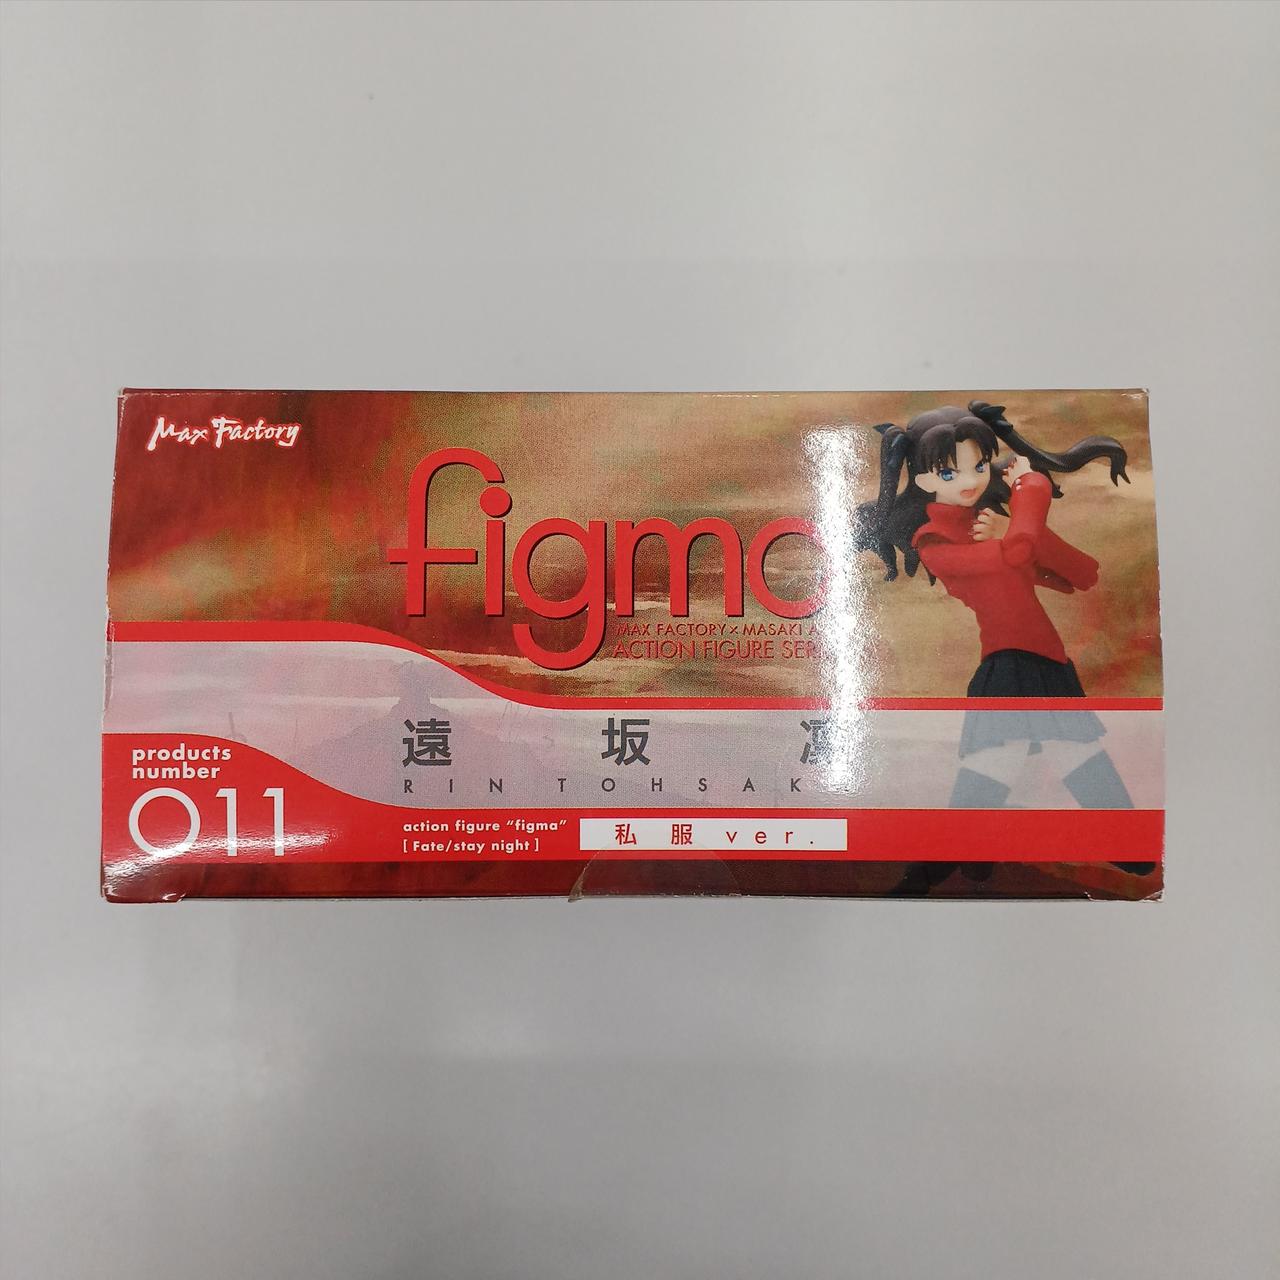 Max Factory
figma
MAX FACTORY × MASAKI
ACTION FIGURE
遠坂凛
RIN TOHSAK
products
number
011
action figure "figma"
[ Fate/stay night ]
私服 ver.